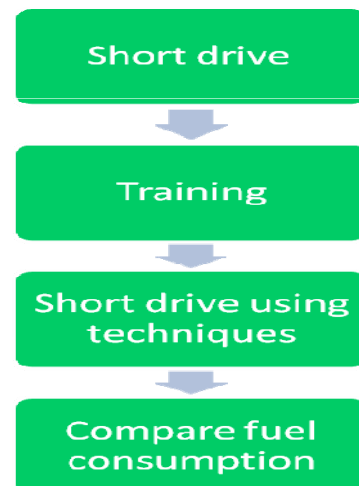 Short drive
Training
Short drive using
techniques
Compare fuel
consumption